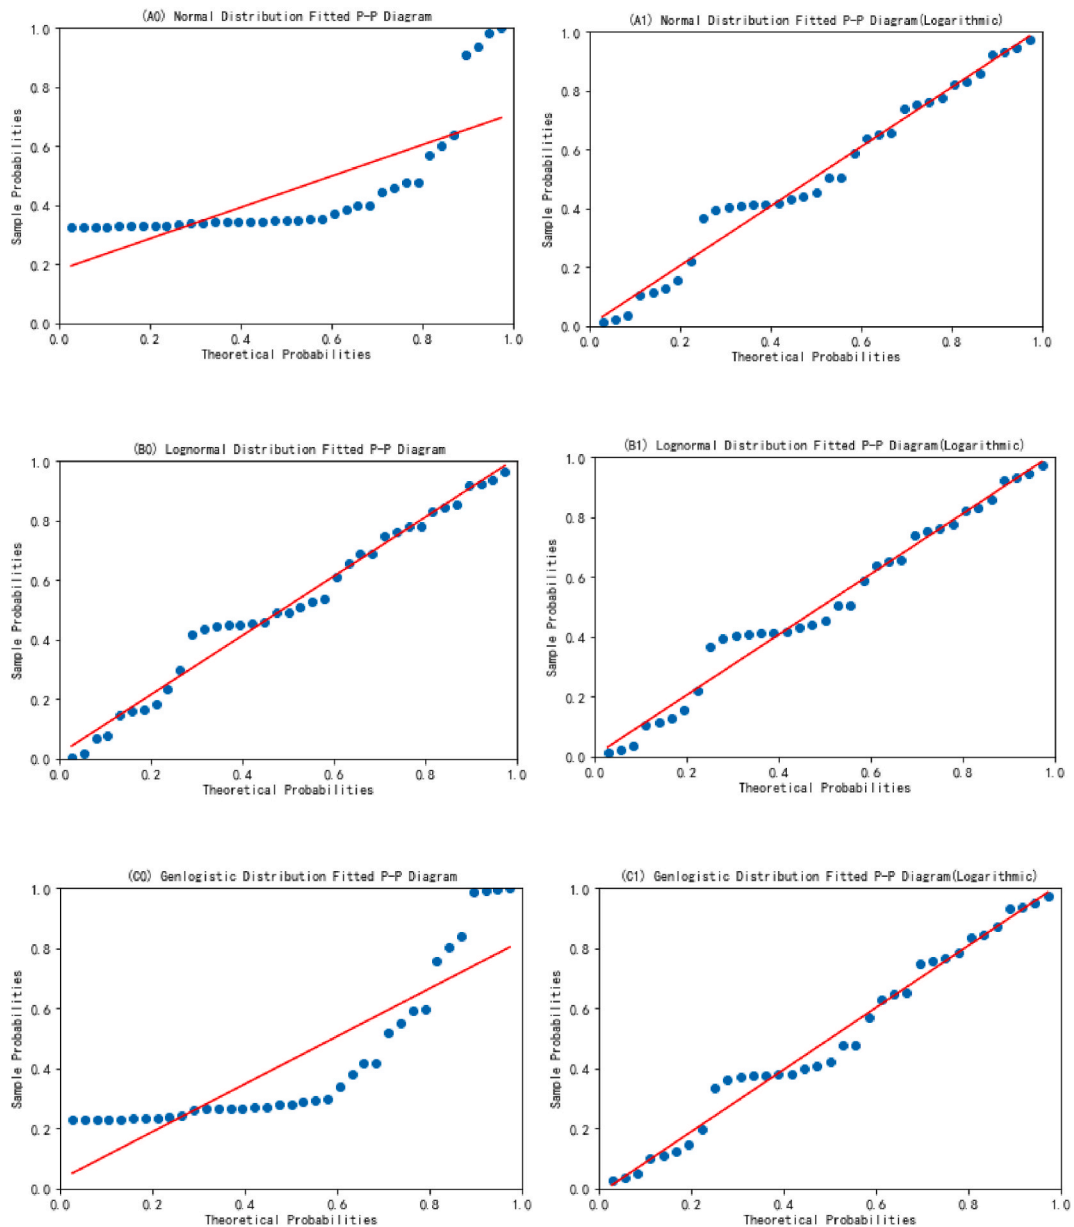 (A0) Normal Distribution Fitted P-P Diagram
1.0
0.8
0.6
0.4
0.2
0.0
Sample Probabilities
0.0 0.2 0.4 0.6 0.8 1.0
Theoretical Probabilities
(A1) Normal Distribution Fitted P-P Diagram(Logarithmic)
1.0
0.8
0.6
0.4
0.2
0.0
Sample Probabilities
0.0 0.2 0.4 0.6 0.8 1.0
Theoretical Probabilities
(B0) Lognormal Distribution Fitted P-P Diagram
1.0
0.8
0.6
0.4
0.2
0.0
Sample Probabilities
0.0 0.2 0.4 0.6 0.8 1.0
Theoretical Probabilities
(B1) Lognormal Distribution Fitted P-P Diagram(Logarithmic)
1.0
0.8
0.6
0.4
0.2
0.0
Sample Probabilities
0.0 0.2 0.4 0.6 0.8 1.0
Theoretical Probabilities
(C0) Genlogistic Distribution Fitted P-P Diagram
1.0
0.8
0.6
0.4
0.2
0.0
Sample Probabilities
0.0 0.2 0.4 0.6 0.8 1.0
Theoretical Probabilities
(C1) Genlogistic Distribution Fitted P-P Diagram(Logarithmic)
1.0
0.8
0.6
0.4
0.2
0.0
Sample Probabilities
0.0 0.2 0.4 0.6 0.8 1.0
Theoretical Probabilities